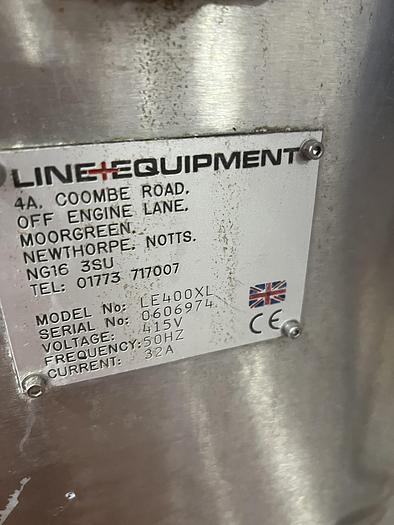 LINE+EQUIPMENT
4A, COOMBE ROAD,
OFF ENGINE LANE,
MOORGREEN,
NEWTHORPE, NOTTS.
NG16 3SU
TEL: 01773 717007
MODEL No: LE400XL
SERIAL No: 0606974
VOLTAGE: 415V
FREQUENCY: 50HZ
CURRENT: 32A
CE